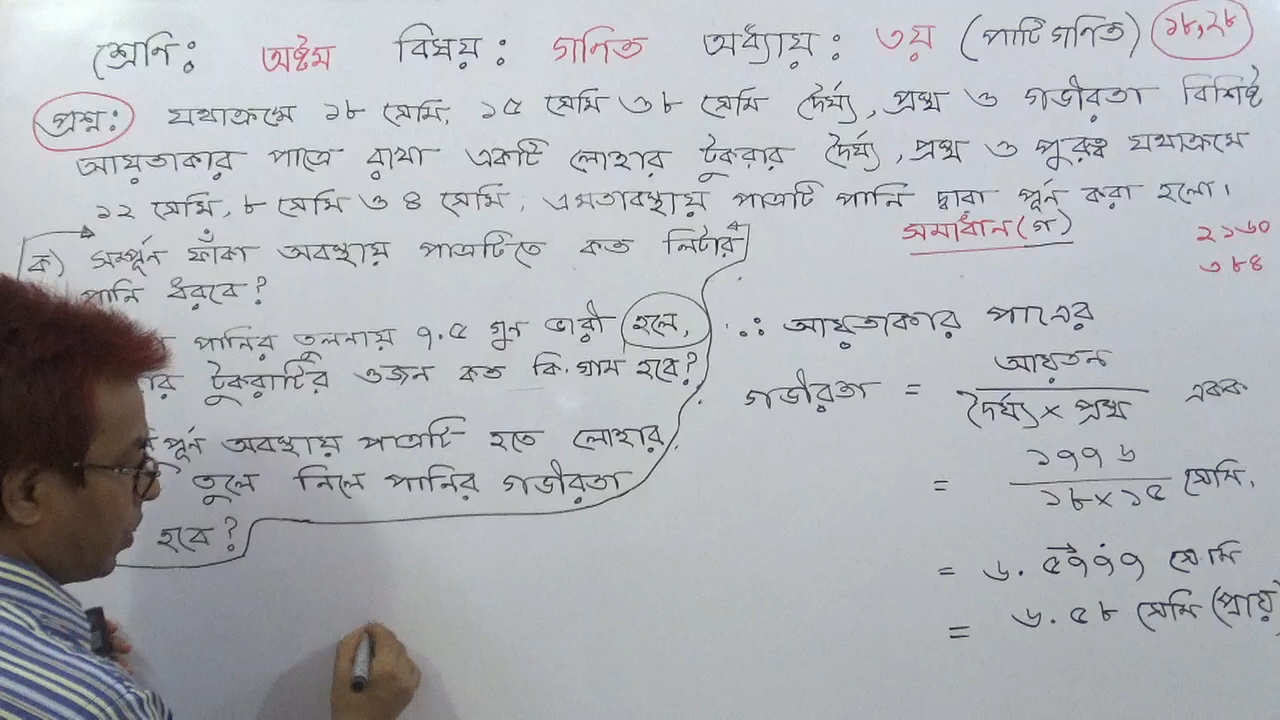 শ্রেণি: অষ্টম বিষয়: গনিত অধ্যায়: ৩য় (পাটিগনিত) ১৮,২৮
প্রশ্ন: যথাক্রমে ১৮ সেমি, ১৫ সেমি ও ৮ সেমি দৈর্ঘ্য, প্রস্থ ও গভীরতা বিশিষ্ট
আয়তাকার পাত্রে রাখা একটি লোহার টুকরার দৈর্ঘ্য, প্রস্থ ও পুরুত্ব যথাক্রমে
১২ সেমি, ৮ সেমি ও ৪ সেমি, এমতাবস্থায় পাত্রটি পানি দ্বারা পূর্ন করা হলো।
ক) সম্পূর্ন ফাঁকা অবস্থায় পাত্রটিতে কত লিটার
পানি ধরবে?
পানির তুলনায় ৭.৫ গুন ভারী হলে,
টুকরাটির ওজন কত কি.গ্রাম হবে?
পূর্ন অবস্থায় পাত্রটি হতে লোহার
তুলে নিলে পানির গভীরতা
হবে?
সমাধান(গ)
২১৬০
৩৮৪
∴ আয়তাকার পাত্রের
গভীরতা = আয়তন
দৈর্ঘ্য × প্রস্থ একক
= ১৭৭৬
১৮×১৫ সেমি.
= ৬.৫৭৭৭ সেমি
= ৬.৫৮ সেমি (প্রায়)